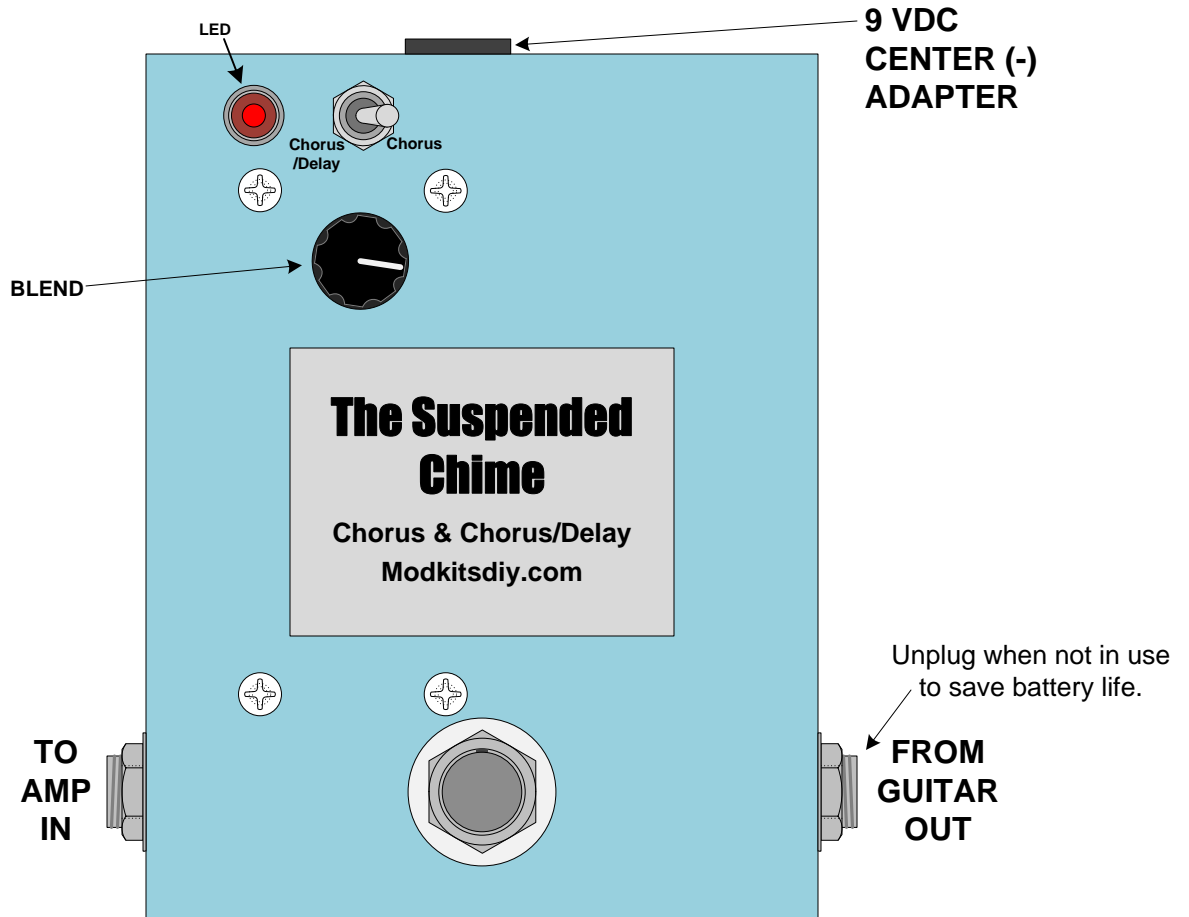 LED
9 VDC
CENTER (-)
ADAPTER
Chorus
/Delay
Chorus
BLEND
The Suspended
Chime
Chorus & Chorus/Delay
Modkitsdiy.com
Unplug when not in use
to save battery life.
TO
AMP
IN
FROM
GUITAR
OUT